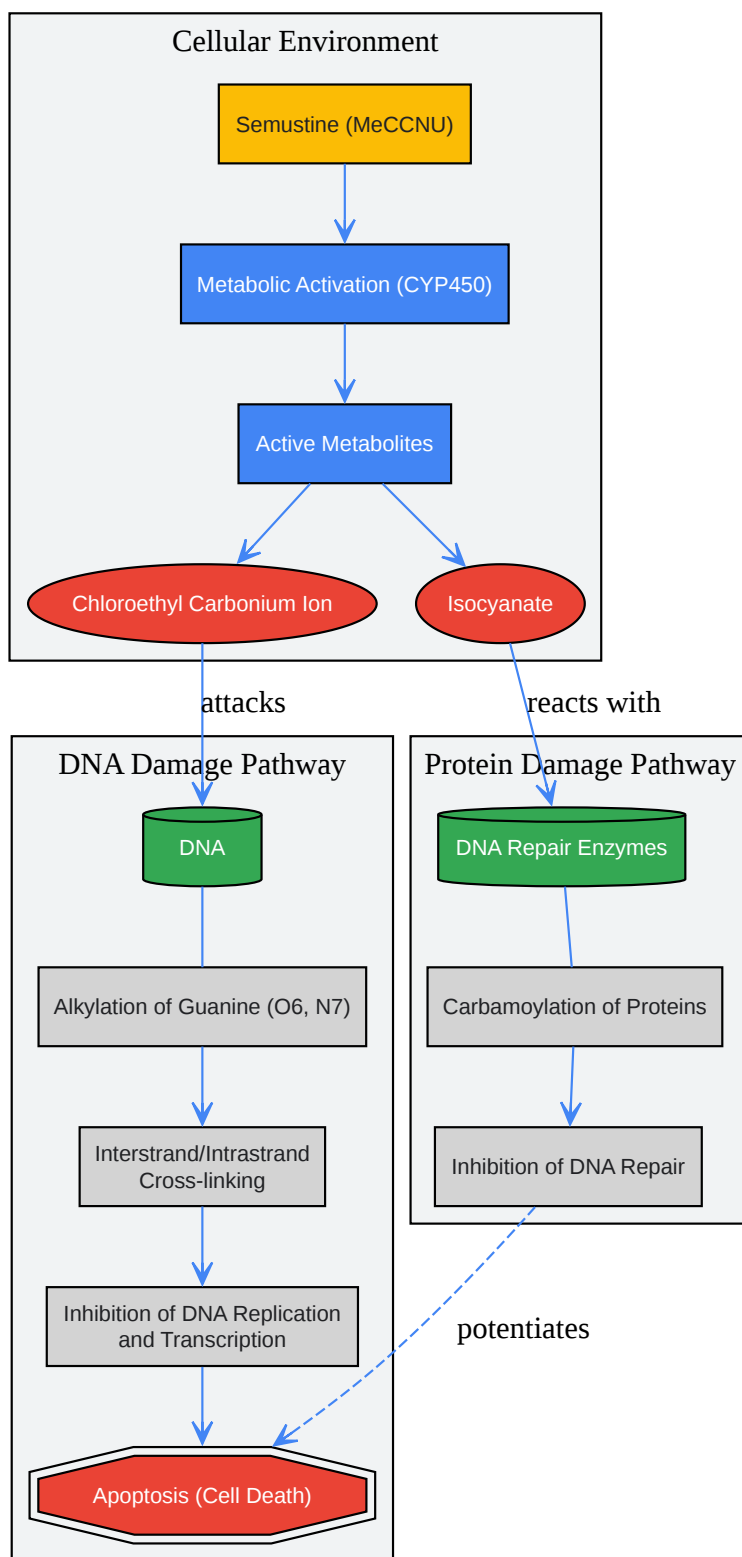 Cellular Environment
Semustine (MeCCNU)
Metabolic Activation (CYP450)
Active Metabolites
Chloroethyl Carbonium Ion
Isocyanate
attacks
reacts with
DNA Damage Pathway
Protein Damage Pathway
DNA
DNA Repair Enzymes
Alkylation of Guanine (O6, N7)
Carbamoylation of Proteins
Interstrand/Intrastrand
Cross-linking
Inhibition of DNA Repair
Inhibition of DNA Replication
and Transcription
potentiates
Apoptosis (Cell Death)